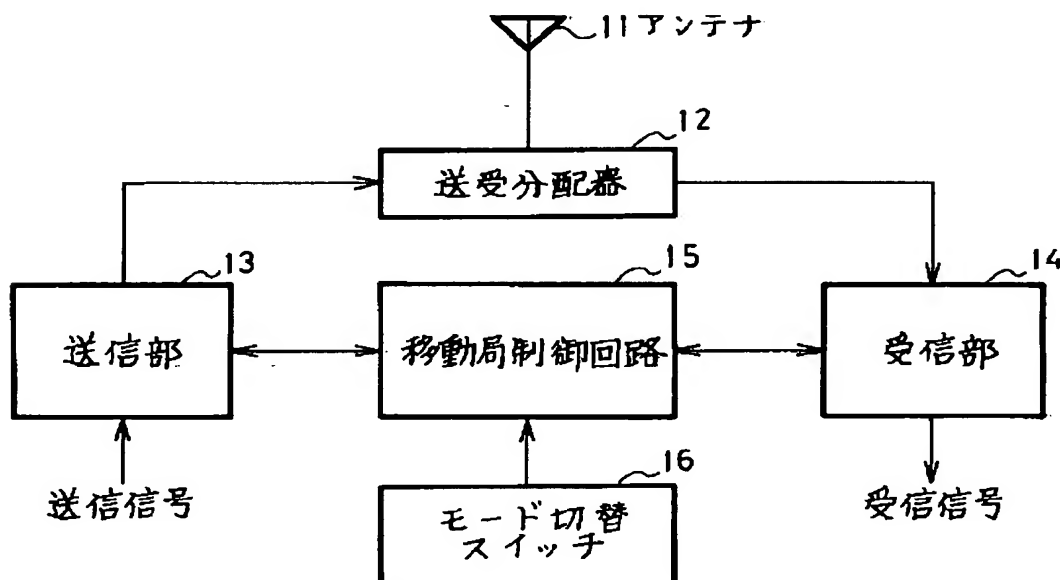 11 アンテナ
12
送受分配器
13
送信部
15
移動局制御回路
14
受信部
送信信号
16
モード切替
スイッチ
受信信号